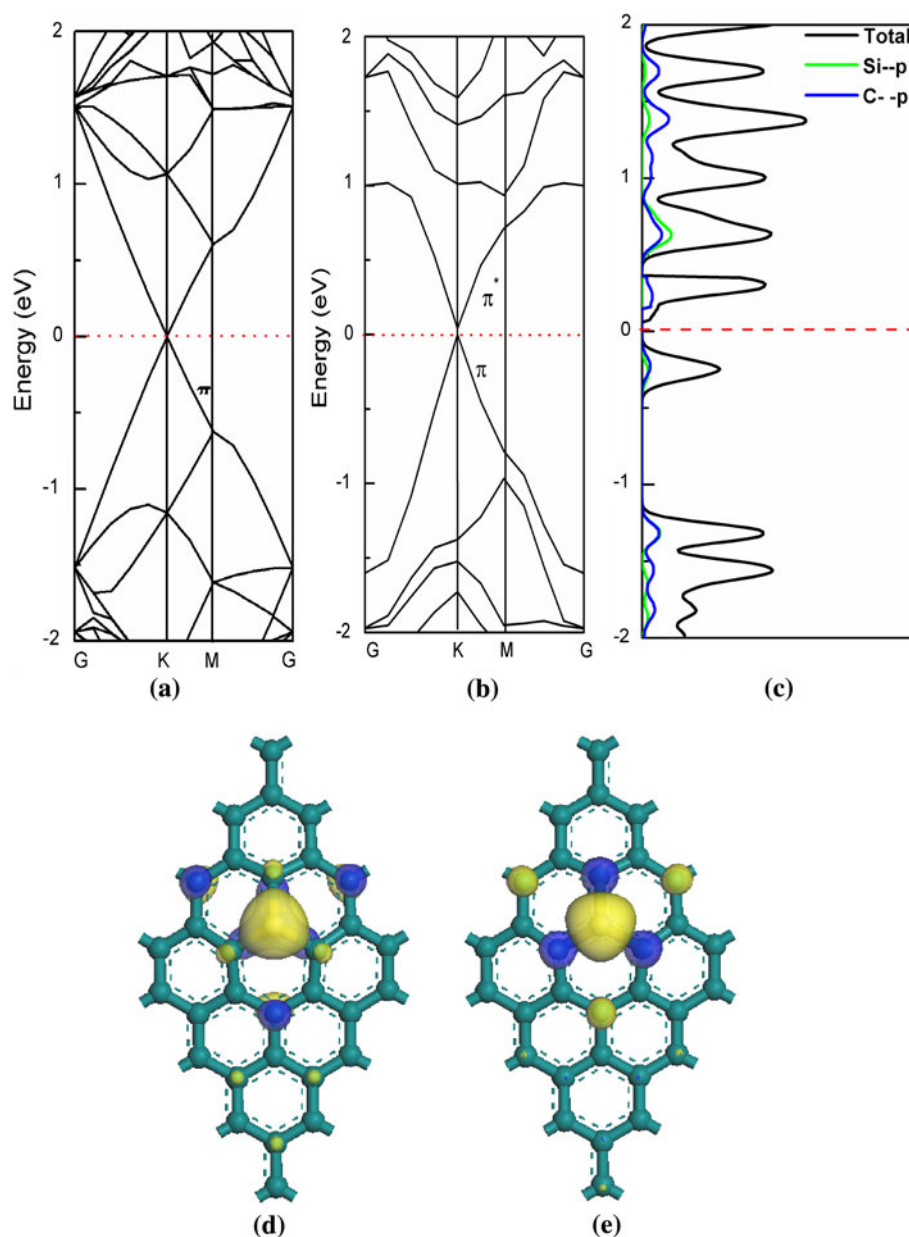 2
1
0
-1
-2
Energy (eV)
π
G K M G
(a)
2
1
0
-1
-2
Energy (eV)
π*
π
G K M G
(b)
2
1
0
-1
-2
Total
Si--p
C- -p
(c)
(d)
(e)